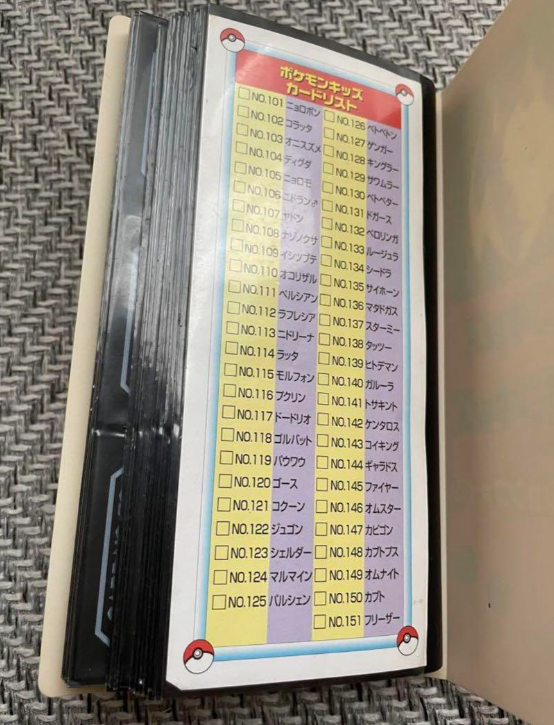 ポケモンキッズ
カードリスト
NO.101 ニョロボン
NO.102 コラッタ
NO.103 オニスズメ
NO.104 ディグダ
NO.105 ニョロモ
NO.106 ニドラン♂
NO.107 ヤドン
NO.108 ナゾノクサ
NO.109 イシツブテ
NO.110 オコリザル
NO.111 ペルシアン
NO.112 ラフレシア
NO.113 ニドリーナ
NO.114 ラッタ
NO.115 モルフォン
NO.116 プクリン
NO.117 ドードリオ
NO.118 ゴルバット
NO.119 パウワウ
NO.120 ゴース
NO.121 コクーン
NO.122 ジュゴン
NO.123 シェルダー
NO.124 マルマイン
NO.125 パルシェン
NO.126 ベトベトン
NO.127 ゲンガー
NO.128 キングラー
NO.129 サワムラー
NO.130 ベトベター
NO.131 ドガース
NO.132 ベロリンガ
NO.133 ルージュラ
NO.134 シードラ
NO.135 サイホーン
NO.136 マタドガス
NO.137 スターミー
NO.138 タッツー
NO.139 ヒトデマン
NO.140 ガルーラ
NO.141 トサキント
NO.142 ケンタロス
NO.143 コイキング
NO.144 ギャラドス
NO.145 ファイヤー
NO.146 オムスター
NO.147 カビゴン
NO.148 カブトプス
NO.149 オムナイト
NO.150 カブト
NO.151 フリーザー